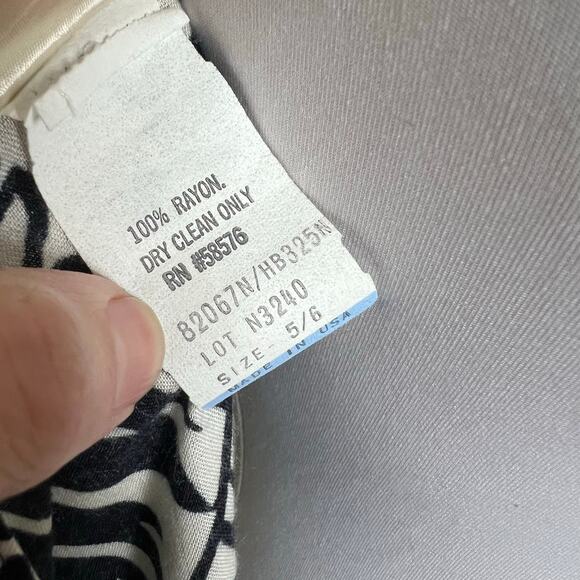 100% RAYON.
DRY CLEAN ONLY
RN #58576
82067N/HB325N
LOT N3240
SIZE- 5/6
MADE IN USA